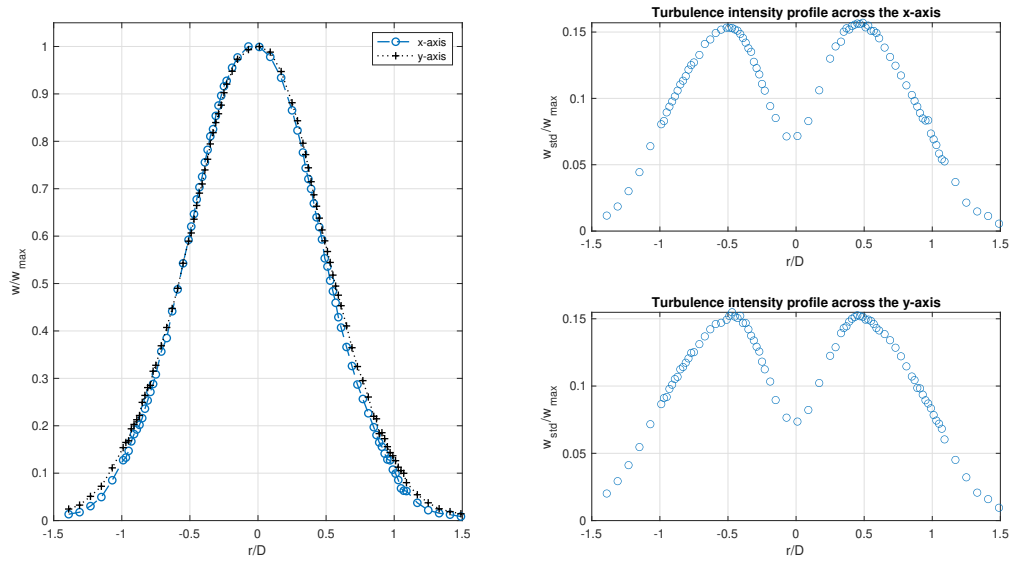 1
0.9
0.8
0.7
0.6
0.5
0.4
0.3
0.2
0.1
0
w/w max
-1.5 -1 -0.5 0 0.5 1 1.5
r/D
x-axis
y-axis
Turbulence intensity profile across the x-axis
0.15
0.1
0.05
0
w std/w max
-1.5 -1 -0.5 0 0.5 1 1.5
r/D
Turbulence intensity profile across the y-axis
0.15
0.1
0.05
0
w std/w max
-1.5 -1 -0.5 0 0.5 1 1.5
r/D